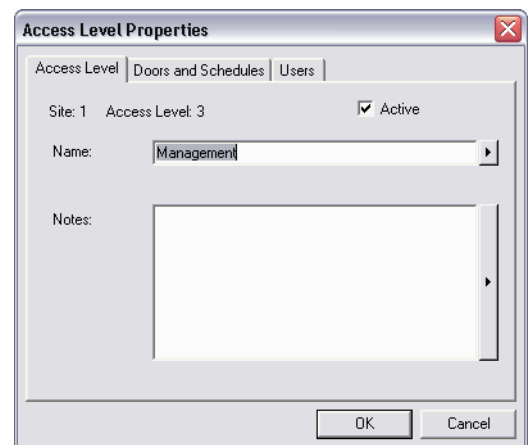 Access Level Properties
Access Level Doors and Schedules Users
Site: 1 Access Level: 3 Active
Name: Management
Notes:
OK Cancel